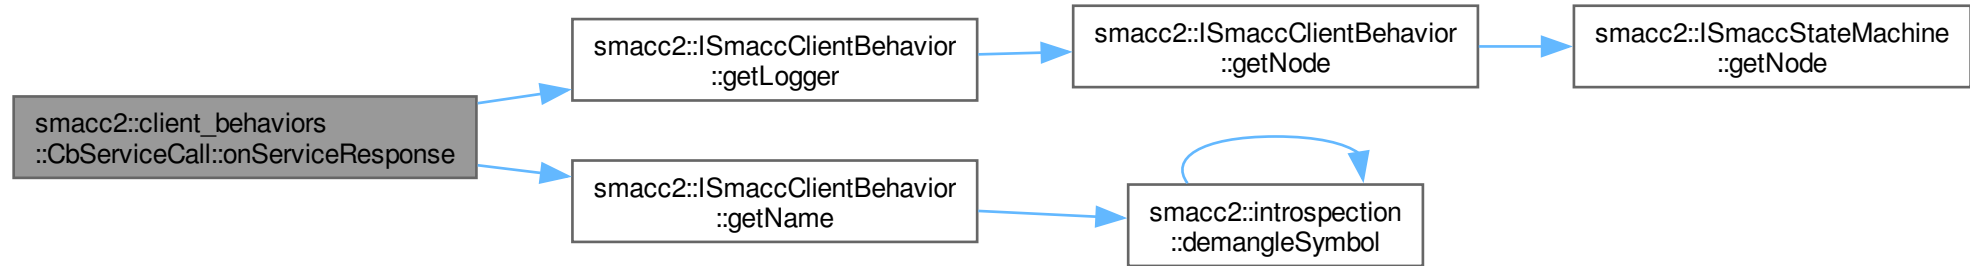 smacc2::client_behaviors
::CbServiceCall::onServiceResponse
smacc2::ISmaccClientBehavior
::getLogger
smacc2::ISmaccClientBehavior
::getNode
smacc2::ISmaccStateMachine
::getNode
smacc2::ISmaccClientBehavior
::getName
smacc2::introspection
::demangleSymbol